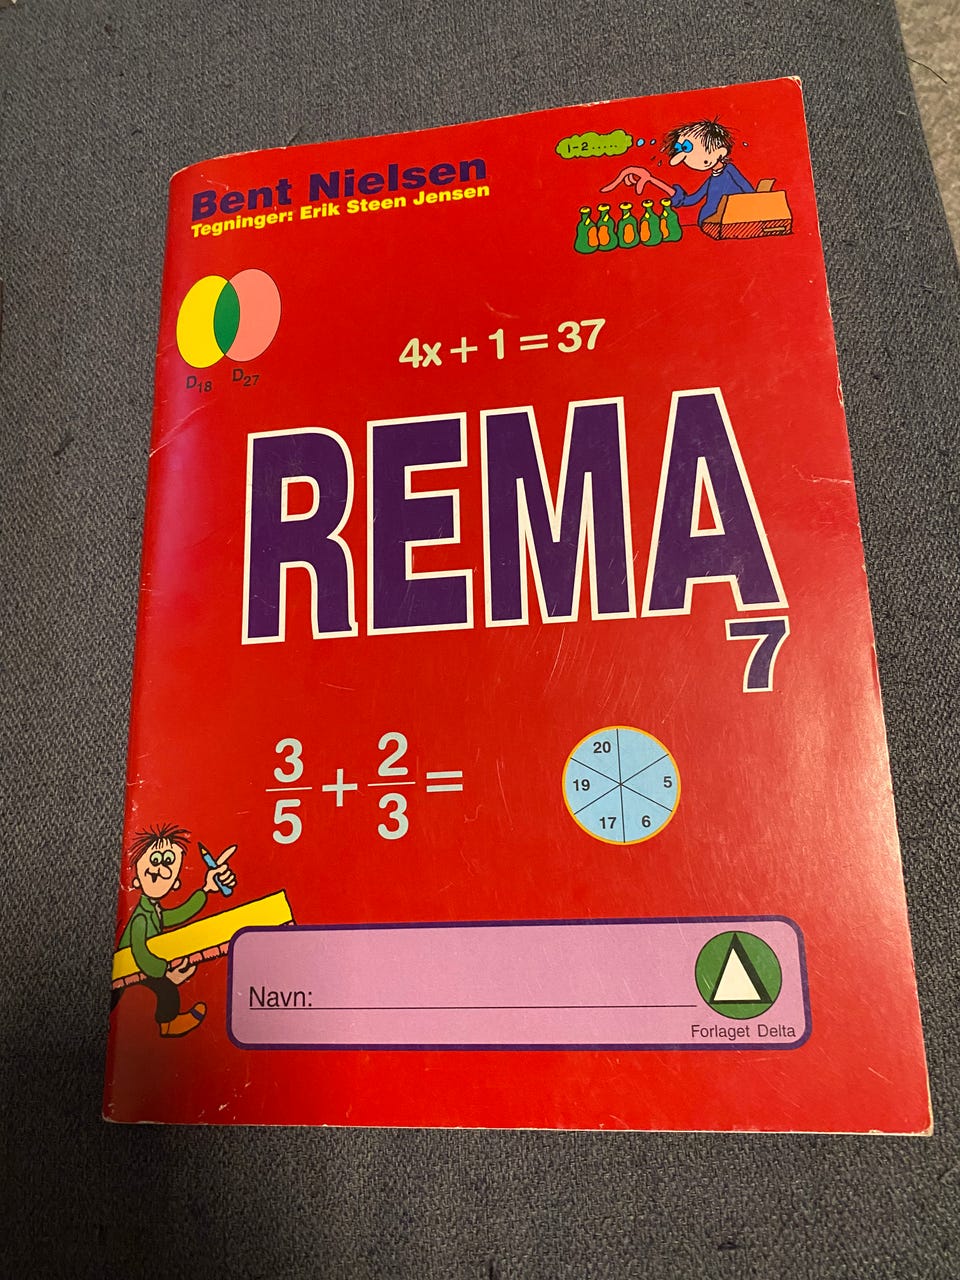 Bent Nielsen
Tegninger: Erik Steen Jensen
1-2.....
D18 D27
4x + 1 = 37
REMA
7
3/5 + 2/3 =
20
19
5
17
6
Navn:
Forlaget Delta